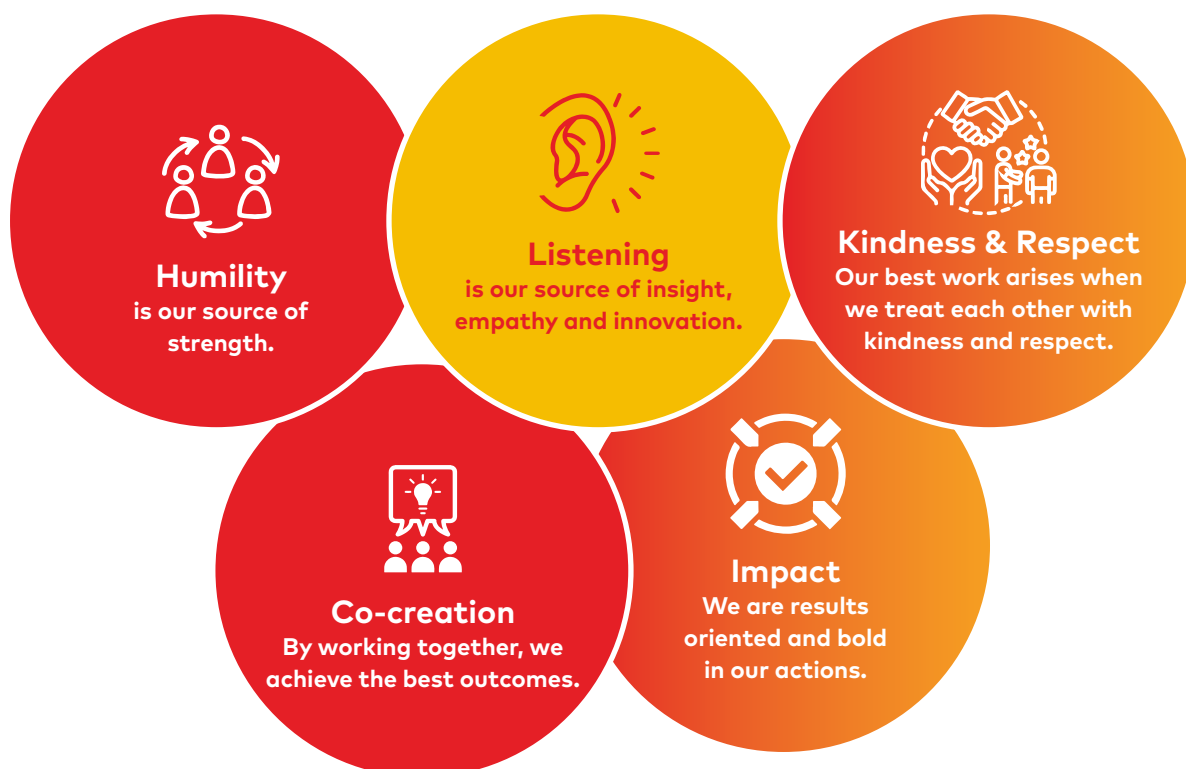 Humility
is our source of
strength.
Listening
is our source of insight,
empathy and innovation.
Kindness & Respect
Our best work arises when
we treat each other with
kindness and respect.
Co-creation
By working together, we
achieve the best outcomes.
Impact
We are results
oriented and bold
in our actions.